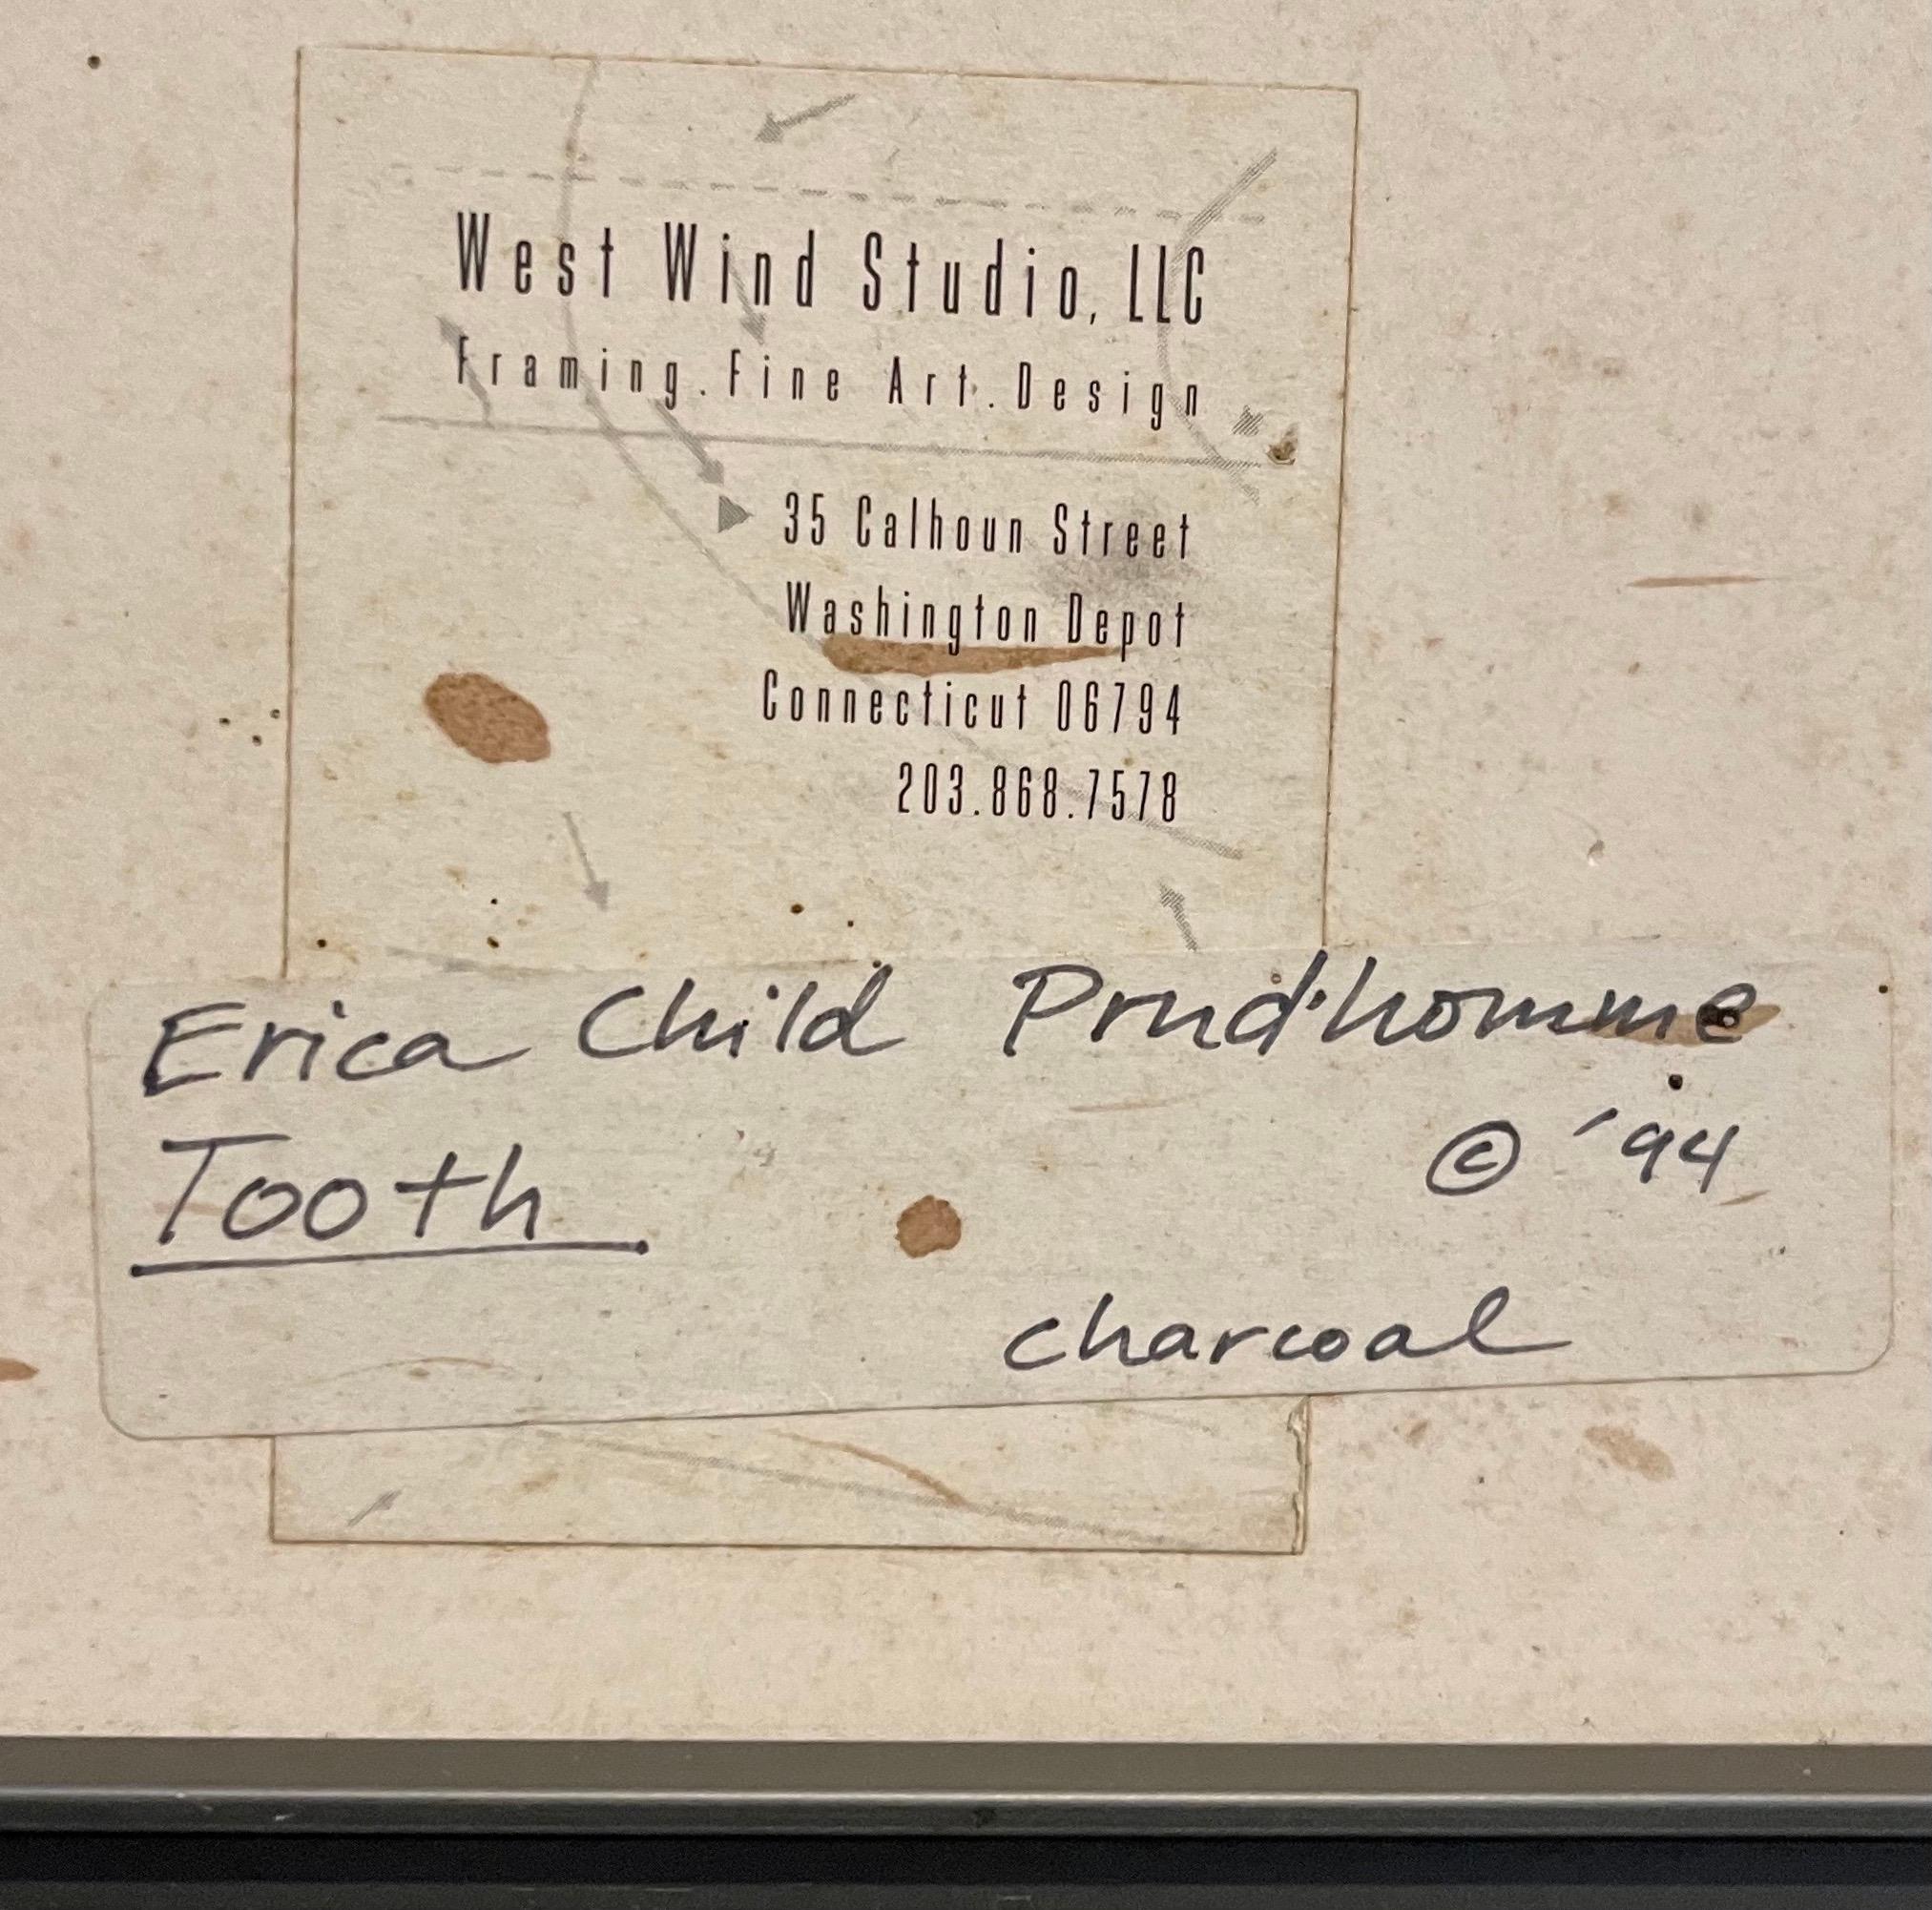 West Wind Studio, LLC
Framing. Fine Art. Design
35 Calhoun Street
Washington Depot
Connecticut 06794
203.868.7578
Erica Child Prud'homme
Tooth © '94
charcoal